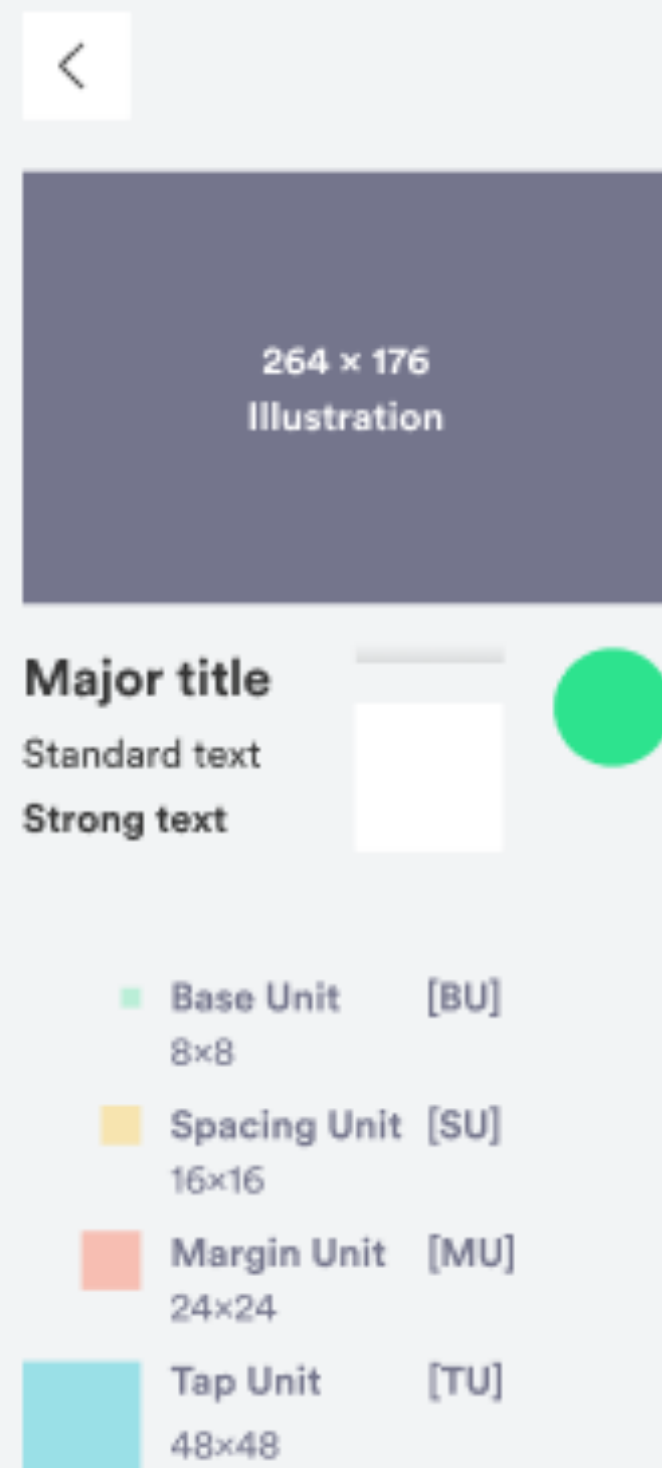 264 × 176
Illustration
Major title
Standard text
Strong text
Base Unit [BU]
8×8
Spacing Unit [SU]
16×16
Margin Unit [MU]
24×24
Tap Unit [TU]
48×48